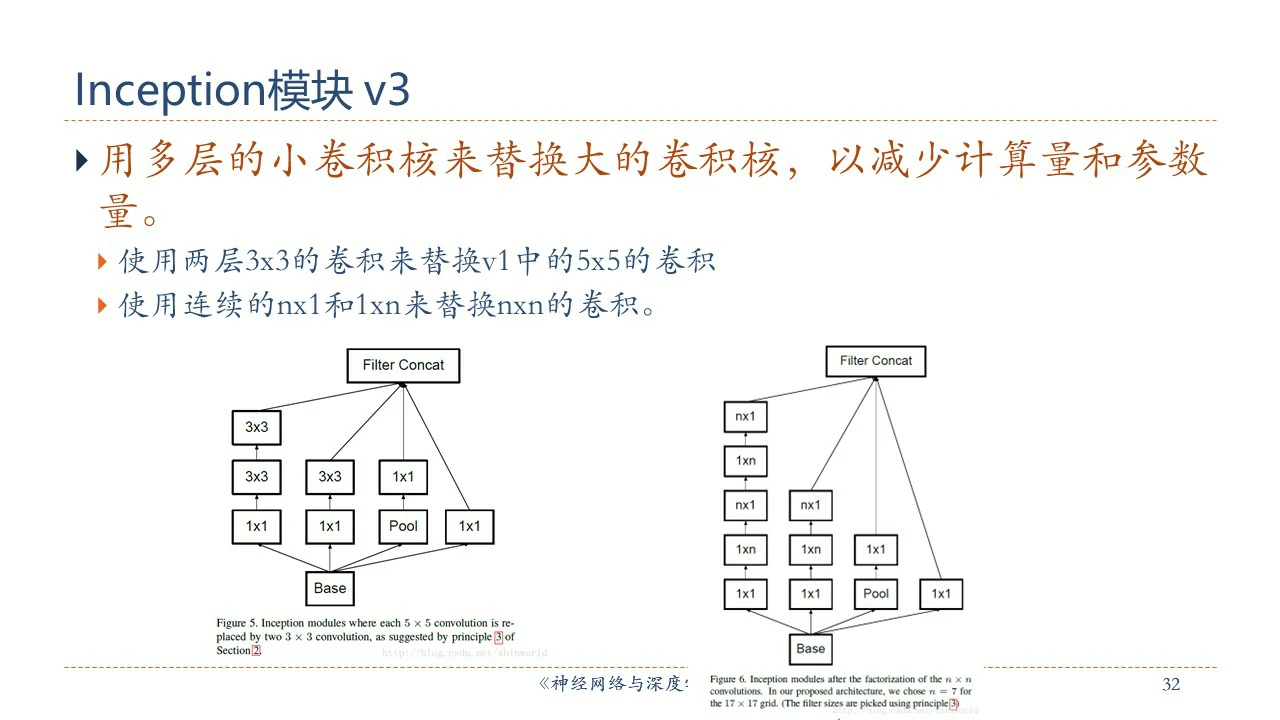 Inception模块 v3
用多层的小卷积核来替换大的卷积核，以减少计算量和参数
量。
使用两层3x3的卷积来替换v1中的5x5的卷积
使用连续的nx1和1xn来替换nxn的卷积。
Filter Concat
3x3
3x3 3x3 1x1
1x1 1x1 Pool 1x1
Base
Figure 5. Inception modules where each 5 × 5 convolution is re-
placed by two 3 × 3 convolution, as suggested by principle 3 of
Section 2.
http://blog.csdn.net/xbinworld
Filter Concat
nx1
1xn
nx1 nx1
1xn 1xn 1x1
1x1 1x1 Pool 1x1
Base
Figure 6. Inception modules after the factorization of the n × n
convolutions. In our proposed architecture, we chose n = 7 for
the 17 × 17 grid. (The filter sizes are picked using principle 3)
《神经网络与深度
32